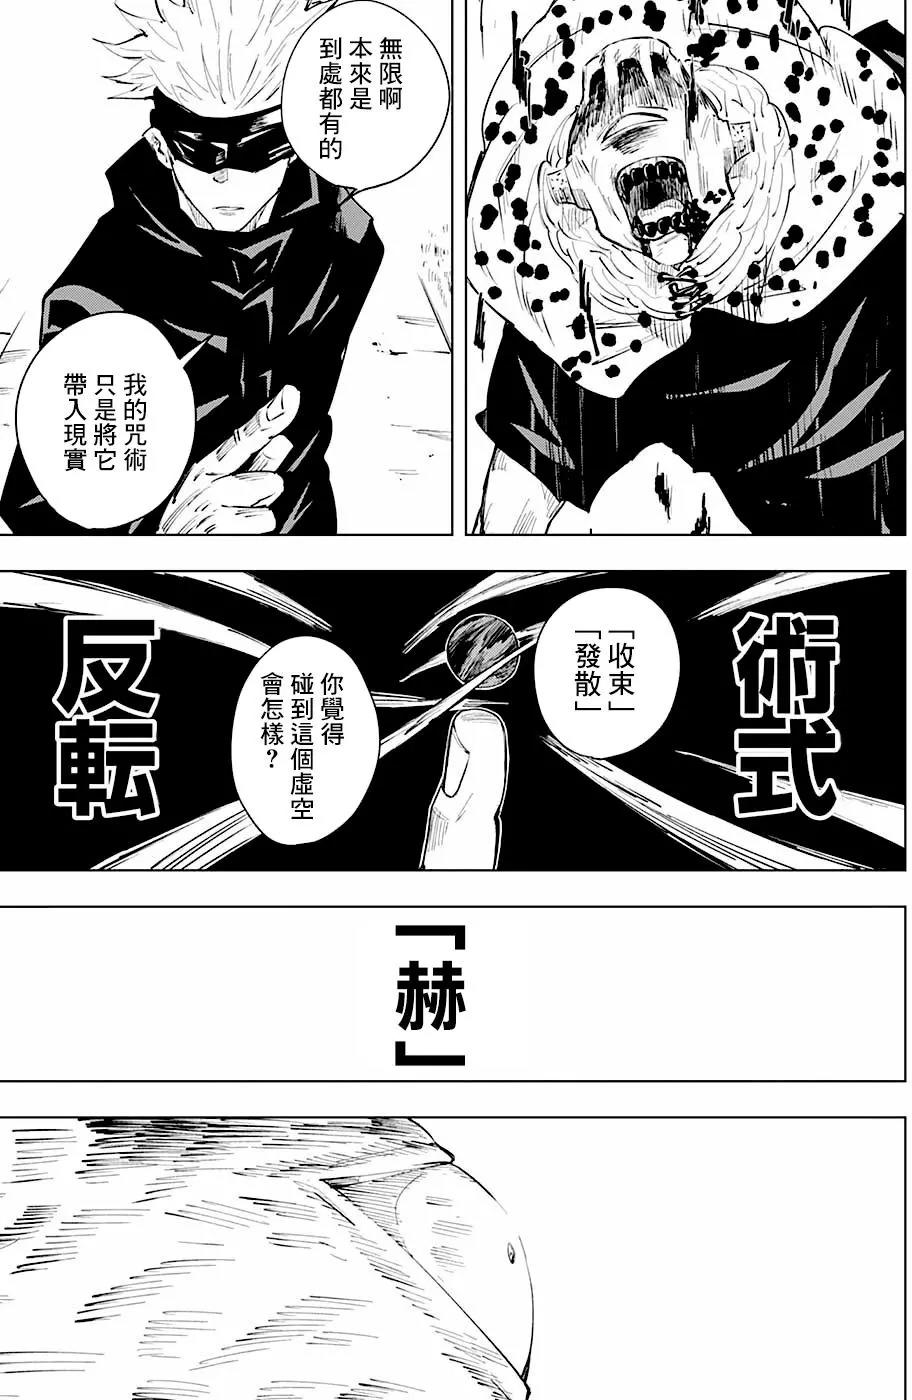 無限啊
本來是
到處都有的
我的咒術
只是將它
帶入現實
術式
反転
「收束」
「發散」
你覺得
碰到這個虛空
會怎樣?
「赫」